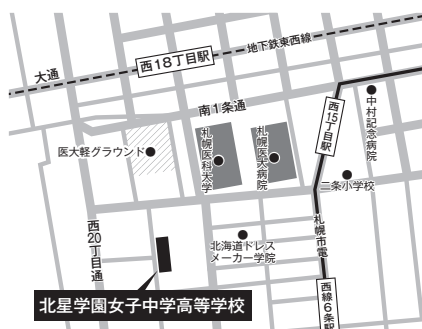 地下鉄東西線
西18丁目駅
大通
南1条通
西15丁目駅
中村記念病院
医大軽グラウンド
札幌医科大学
札幌医大病院
二条小学校
西20丁目通
北海道ドレス
メーカー学院
札幌市電
西線6条駅
北星学園女子中学高等学校